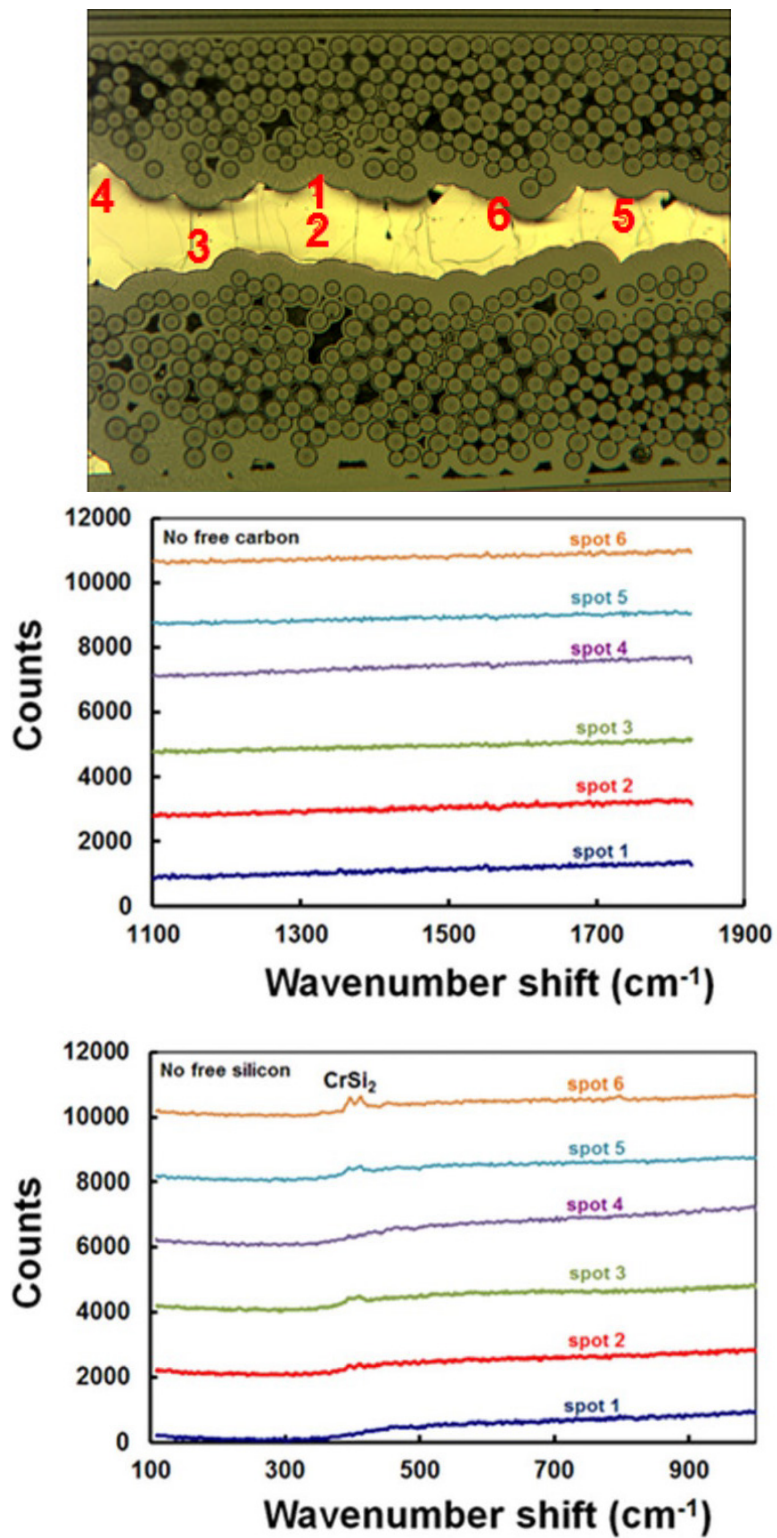 4
1
6
5
2
3
12000
No free carbon
spot 6
10000
spot 5
8000
spot 4
6000
spot 3
4000
spot 2
2000
spot 1
0
1100
1300
1500
1700
1900
Counts
Wavenumber shift (cm⁻¹)
12000
No free silicon
CrSi₂
spot 6
10000
spot 5
8000
spot 4
6000
spot 3
4000
spot 2
2000
spot 1
0
100
300
500
700
900
Counts
Wavenumber shift (cm⁻¹)